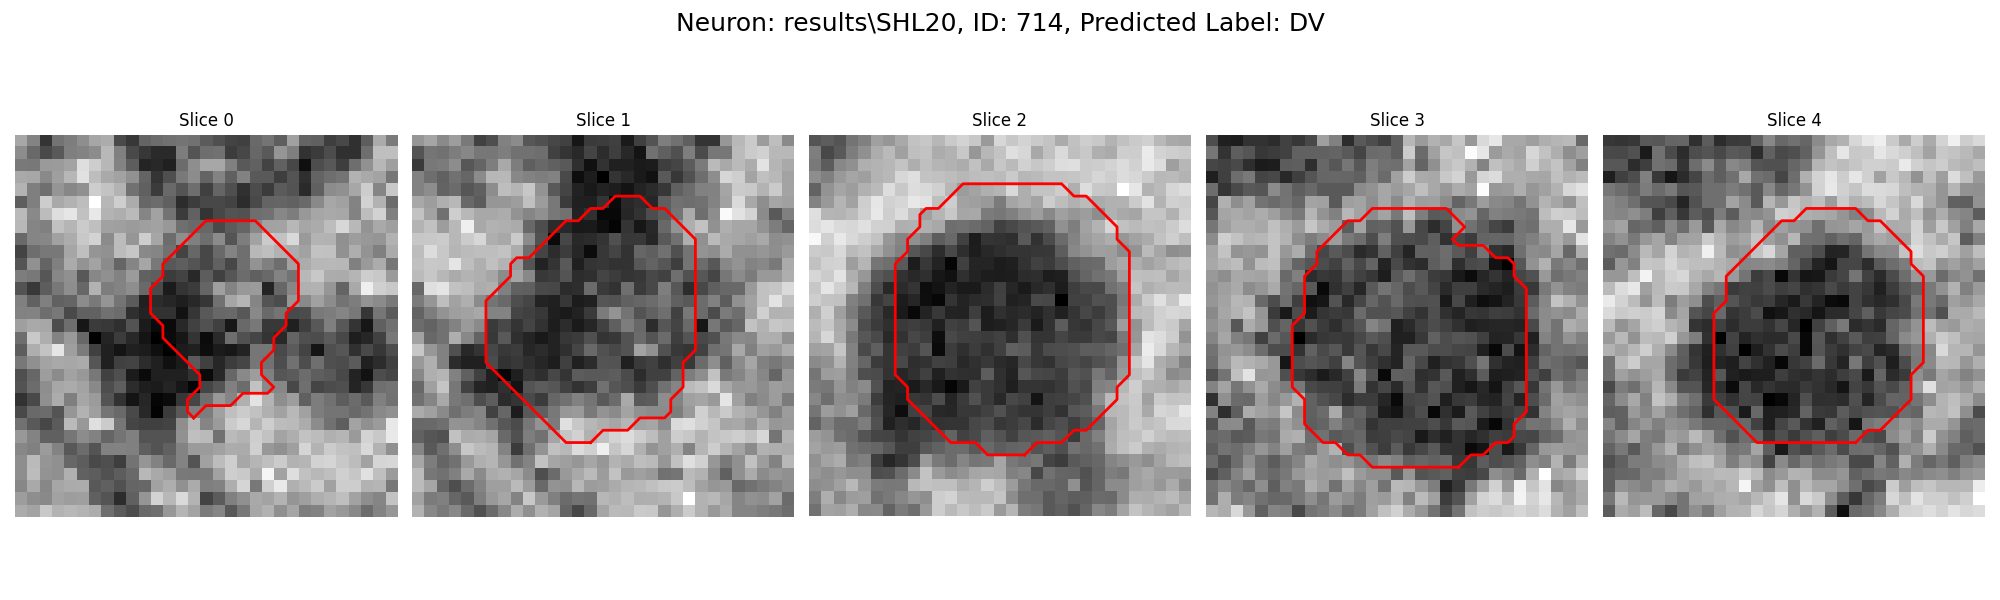 Neuron: results\SHL20, ID: 714, Predicted Label: DV
Slice 0
Slice 1
Slice 2
Slice 3
Slice 4